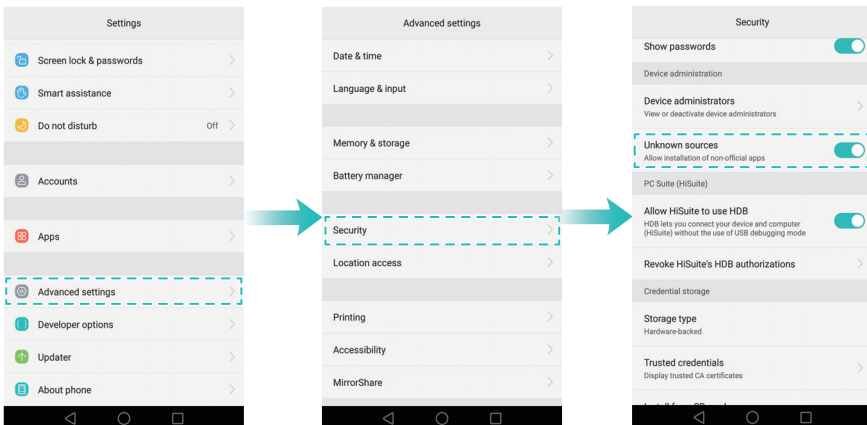 Settings
Screen lock & passwords
Smart assistance
Do not disturb Off
Accounts
Apps
Advanced settings
Developer options
Updater
About phone
Advanced settings
Date & time
Language & input
Memory & storage
Battery manager
Security
Location access
Printing
Accessibility
MirrorShare
Security
Show passwords
Device administration
Device administrators
View or deactivate device administrators
Unknown sources
Allow installation of non-official apps
PC Suite (HiSuite)
Allow HiSuite to use HDB
HDB lets you connect your device and computer
(HiSuite) without the use of USB debugging mode
Revoke HiSuite's HDB authorizations
Credential storage
Storage type
Hardware-backed
Trusted credentials
Display trusted CA certificates